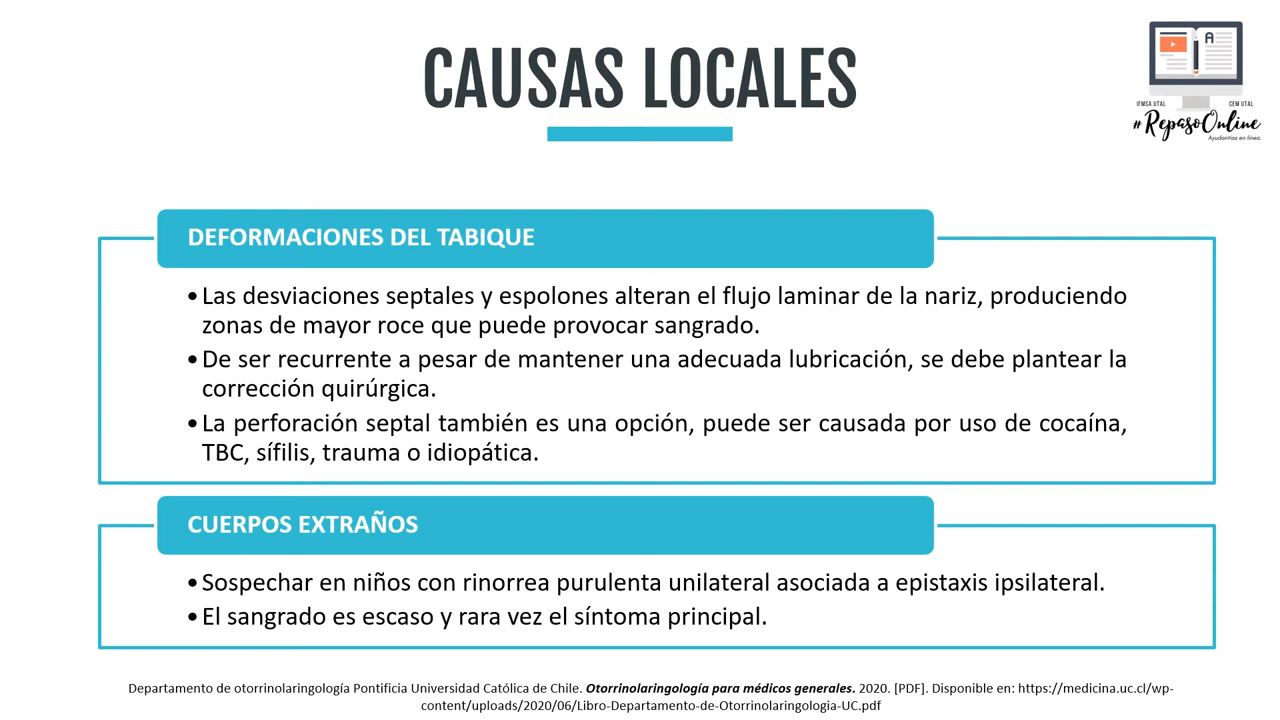 CAUSAS LOCALES
A
IFMSA UTAL
CEM UTAL
#RepasoOnline
Ayudantías en línea.
DEFORMACIONES DEL TABIQUE
•Las desviaciones septales y espolones alteran el flujo laminar de la nariz, produciendo
zonas de mayor roce que puede provocar sangrado.
•De ser recurrente a pesar de mantener una adecuada lubricación, se debe plantear la
corrección quirúrgica.
•La perforación septal también es una opción, puede ser causada por uso de cocaína,
TBC, sífilis, trauma o idiopática.
CUERPOS EXTRAÑOS
•Sospechar en niños con rinorrea purulenta unilateral asociada a epistaxis ipsilateral.
•El sangrado es escaso y rara vez el síntoma principal.
Departamento de otorrinolaringología Pontificia Universidad Católica de Chile. Otorrinolaringología para médicos generales. 2020. [PDF]. Disponible en: https://medicina.uc.cl/wp-
content/uploads/2020/06/Libro-Departamento-de-Otorrinolaringologia-UC.pdf